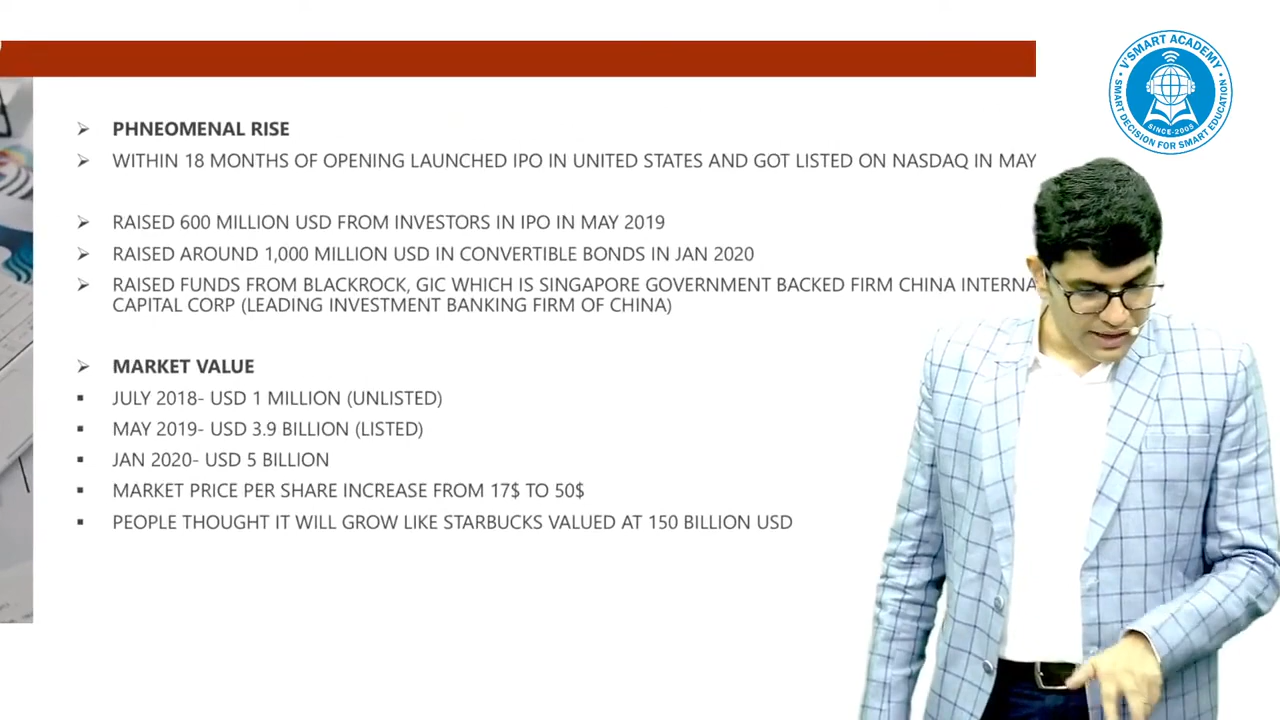 V'SMART ACADEMY
SMART DECISION FOR SMART EDUCATION
SINCE-2005
PHNEOMENAL RISE
WITHIN 18 MONTHS OF OPENING LAUNCHED IPO IN UNITED STATES AND GOT LISTED ON NASDAQ IN MAY
RAISED 600 MILLION USD FROM INVESTORS IN IPO IN MAY 2019
RAISED AROUND 1,000 MILLION USD IN CONVERTIBLE BONDS IN JAN 2020
RAISED FUNDS FROM BLACKROCK, GIC WHICH IS SINGAPORE GOVERNMENT BACKED FIRM CHINA INTERNA
CAPITAL CORP (LEADING INVESTMENT BANKING FIRM OF CHINA)
MARKET VALUE
JULY 2018- USD 1 MILLION (UNLISTED)
MAY 2019- USD 3.9 BILLION (LISTED)
JAN 2020- USD 5 BILLION
MARKET PRICE PER SHARE INCREASE FROM 17$ TO 50$
PEOPLE THOUGHT IT WILL GROW LIKE STARBUCKS VALUED AT 150 BILLION USD